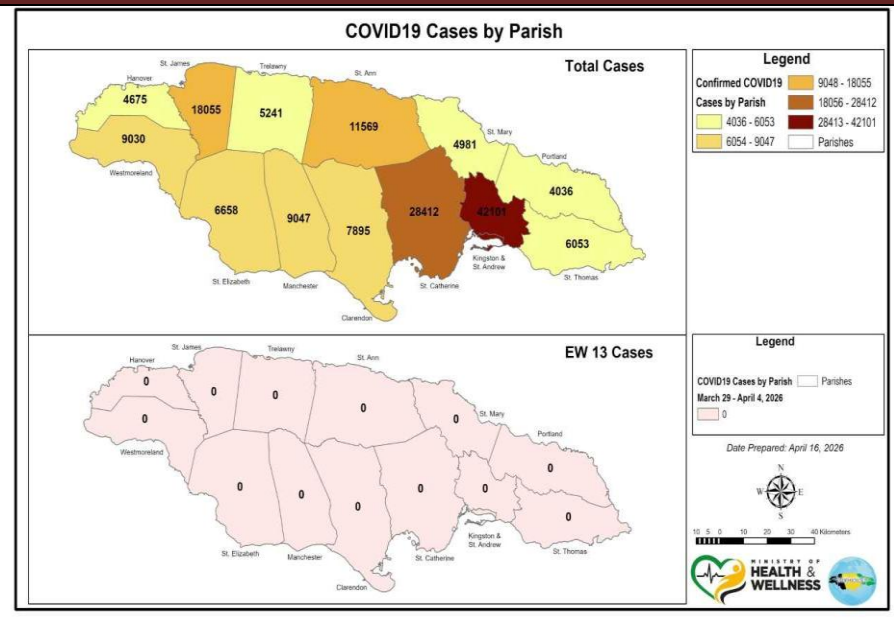 COVID19 Cases by Parish
Total Cases
St. James
Trelawny
St. Ann
Hanover
4675
18055
5241
11569
St. Mary
4981
9030
Westmoreland
Portland
4036
6658
9047
7895
28412
42101
6053
Kingston &
St. Andrew
St. Thomas
St. Elizabeth
Manchester
St. Catherine
Clarendon
Legend
Confirmed COVID19
Cases by Parish
4036 - 6053
6054 - 9047
9048 - 18055
18056 - 28412
28413 - 42101
Parishes
EW 13 Cases
St. James
Trelawny
St. Ann
Hanover
0
0
0
0
0
St. Mary
0
Westmoreland
Portland
0
0
0
0
0
0
0
Kingston &
St. Andrew
St. Thomas
St. Elizabeth
Manchester
St. Catherine
Clarendon
Legend
COVID19 Cases by Parish
Parishes
March 29 - April 4, 2026
0
Date Prepared: April 16, 2026
N
W E
S
10 5 0 10 20 30 40 Kilometers
MINISTRY OF
HEALTH &
WELLNESS